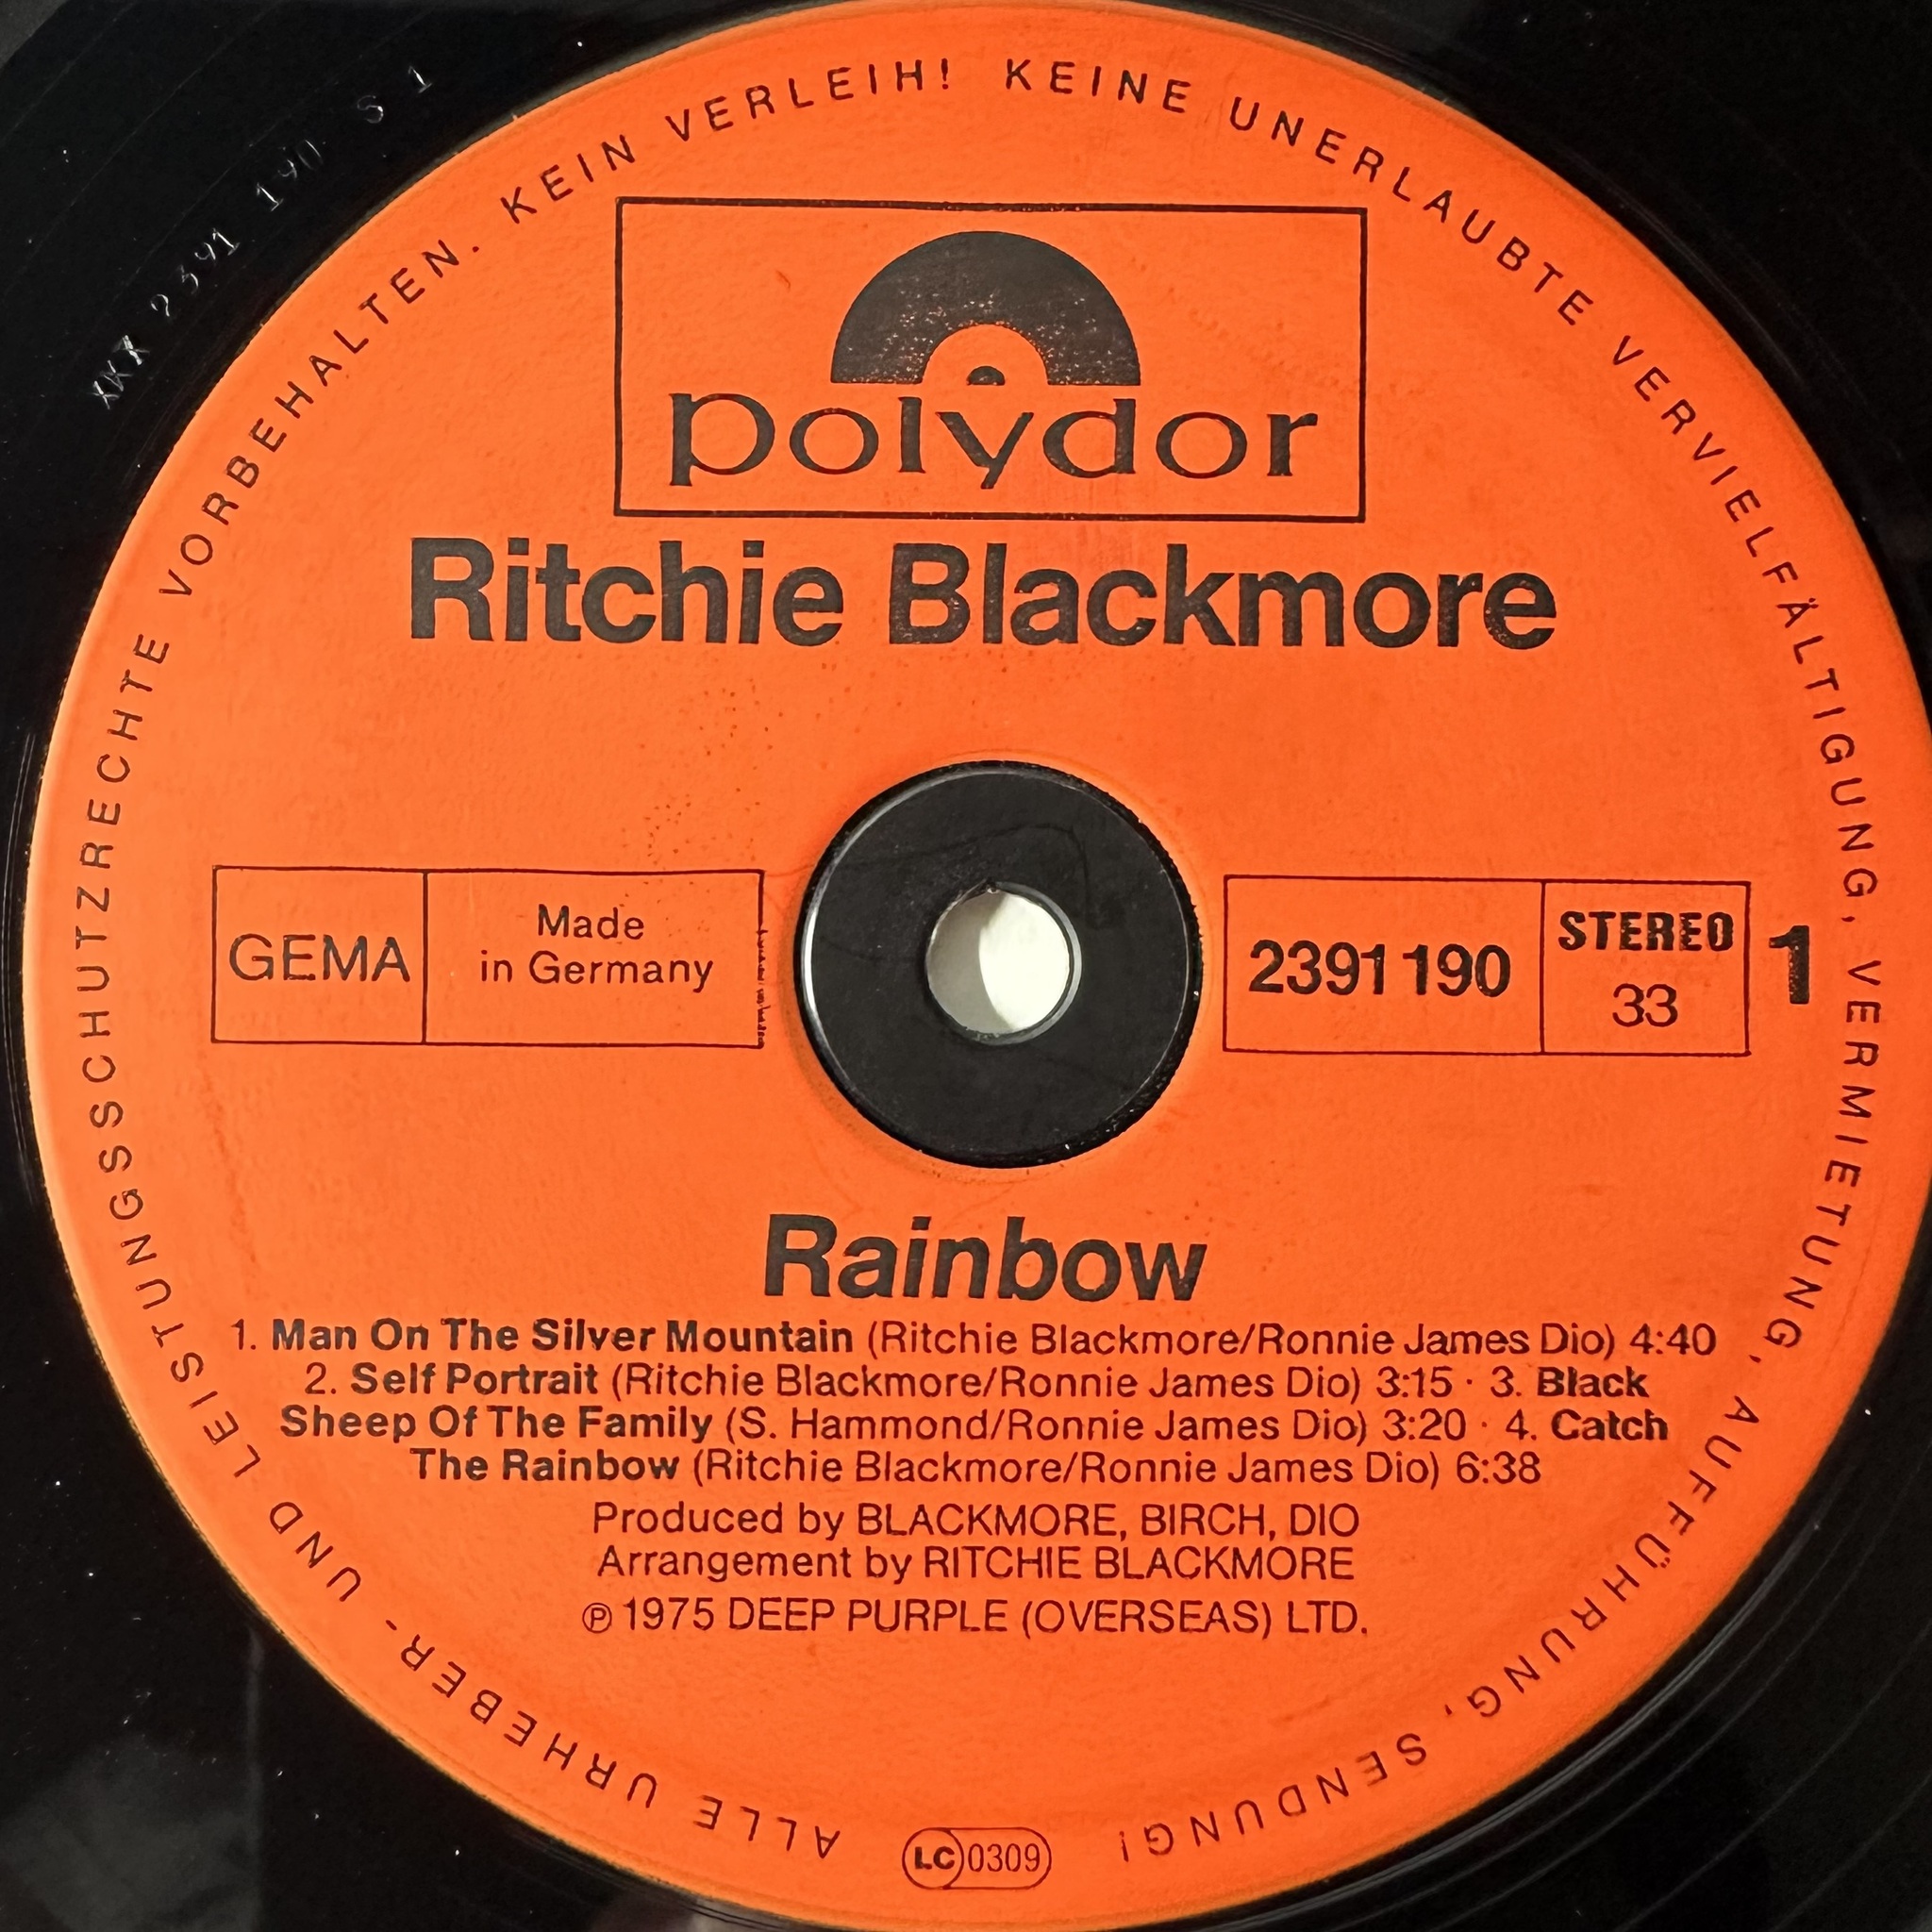 ALLE URHEBER- UND LEISTUNGSSCHUTZRECHTE VORBEHALTEN. KEIN VERLEIH! KEINE UNERLAUBTE VERVIELFÄLTIGUNG, VERMIETUNG, AUFFÜHRUNG, SENDUNG!
2391 190 S 1
polydor
Ritchie Blackmore
GEMA
Made
in Germany
2391 190
STEREO
33
1
Rainbow
1. Man On The Silver Mountain (Ritchie Blackmore/Ronnie James Dio) 4:40
2. Self Portrait (Ritchie Blackmore/Ronnie James Dio) 3:15 · 3. Black
Sheep Of The Family (S. Hammond/Ronnie James Dio) 3:20 · 4. Catch
The Rainbow (Ritchie Blackmore/Ronnie James Dio) 6:38
Produced by BLACKMORE, BIRCH, DIO
Arrangement by RITCHIE BLACKMORE
℗ 1975 DEEP PURPLE (OVERSEAS) LTD.
LC 0309